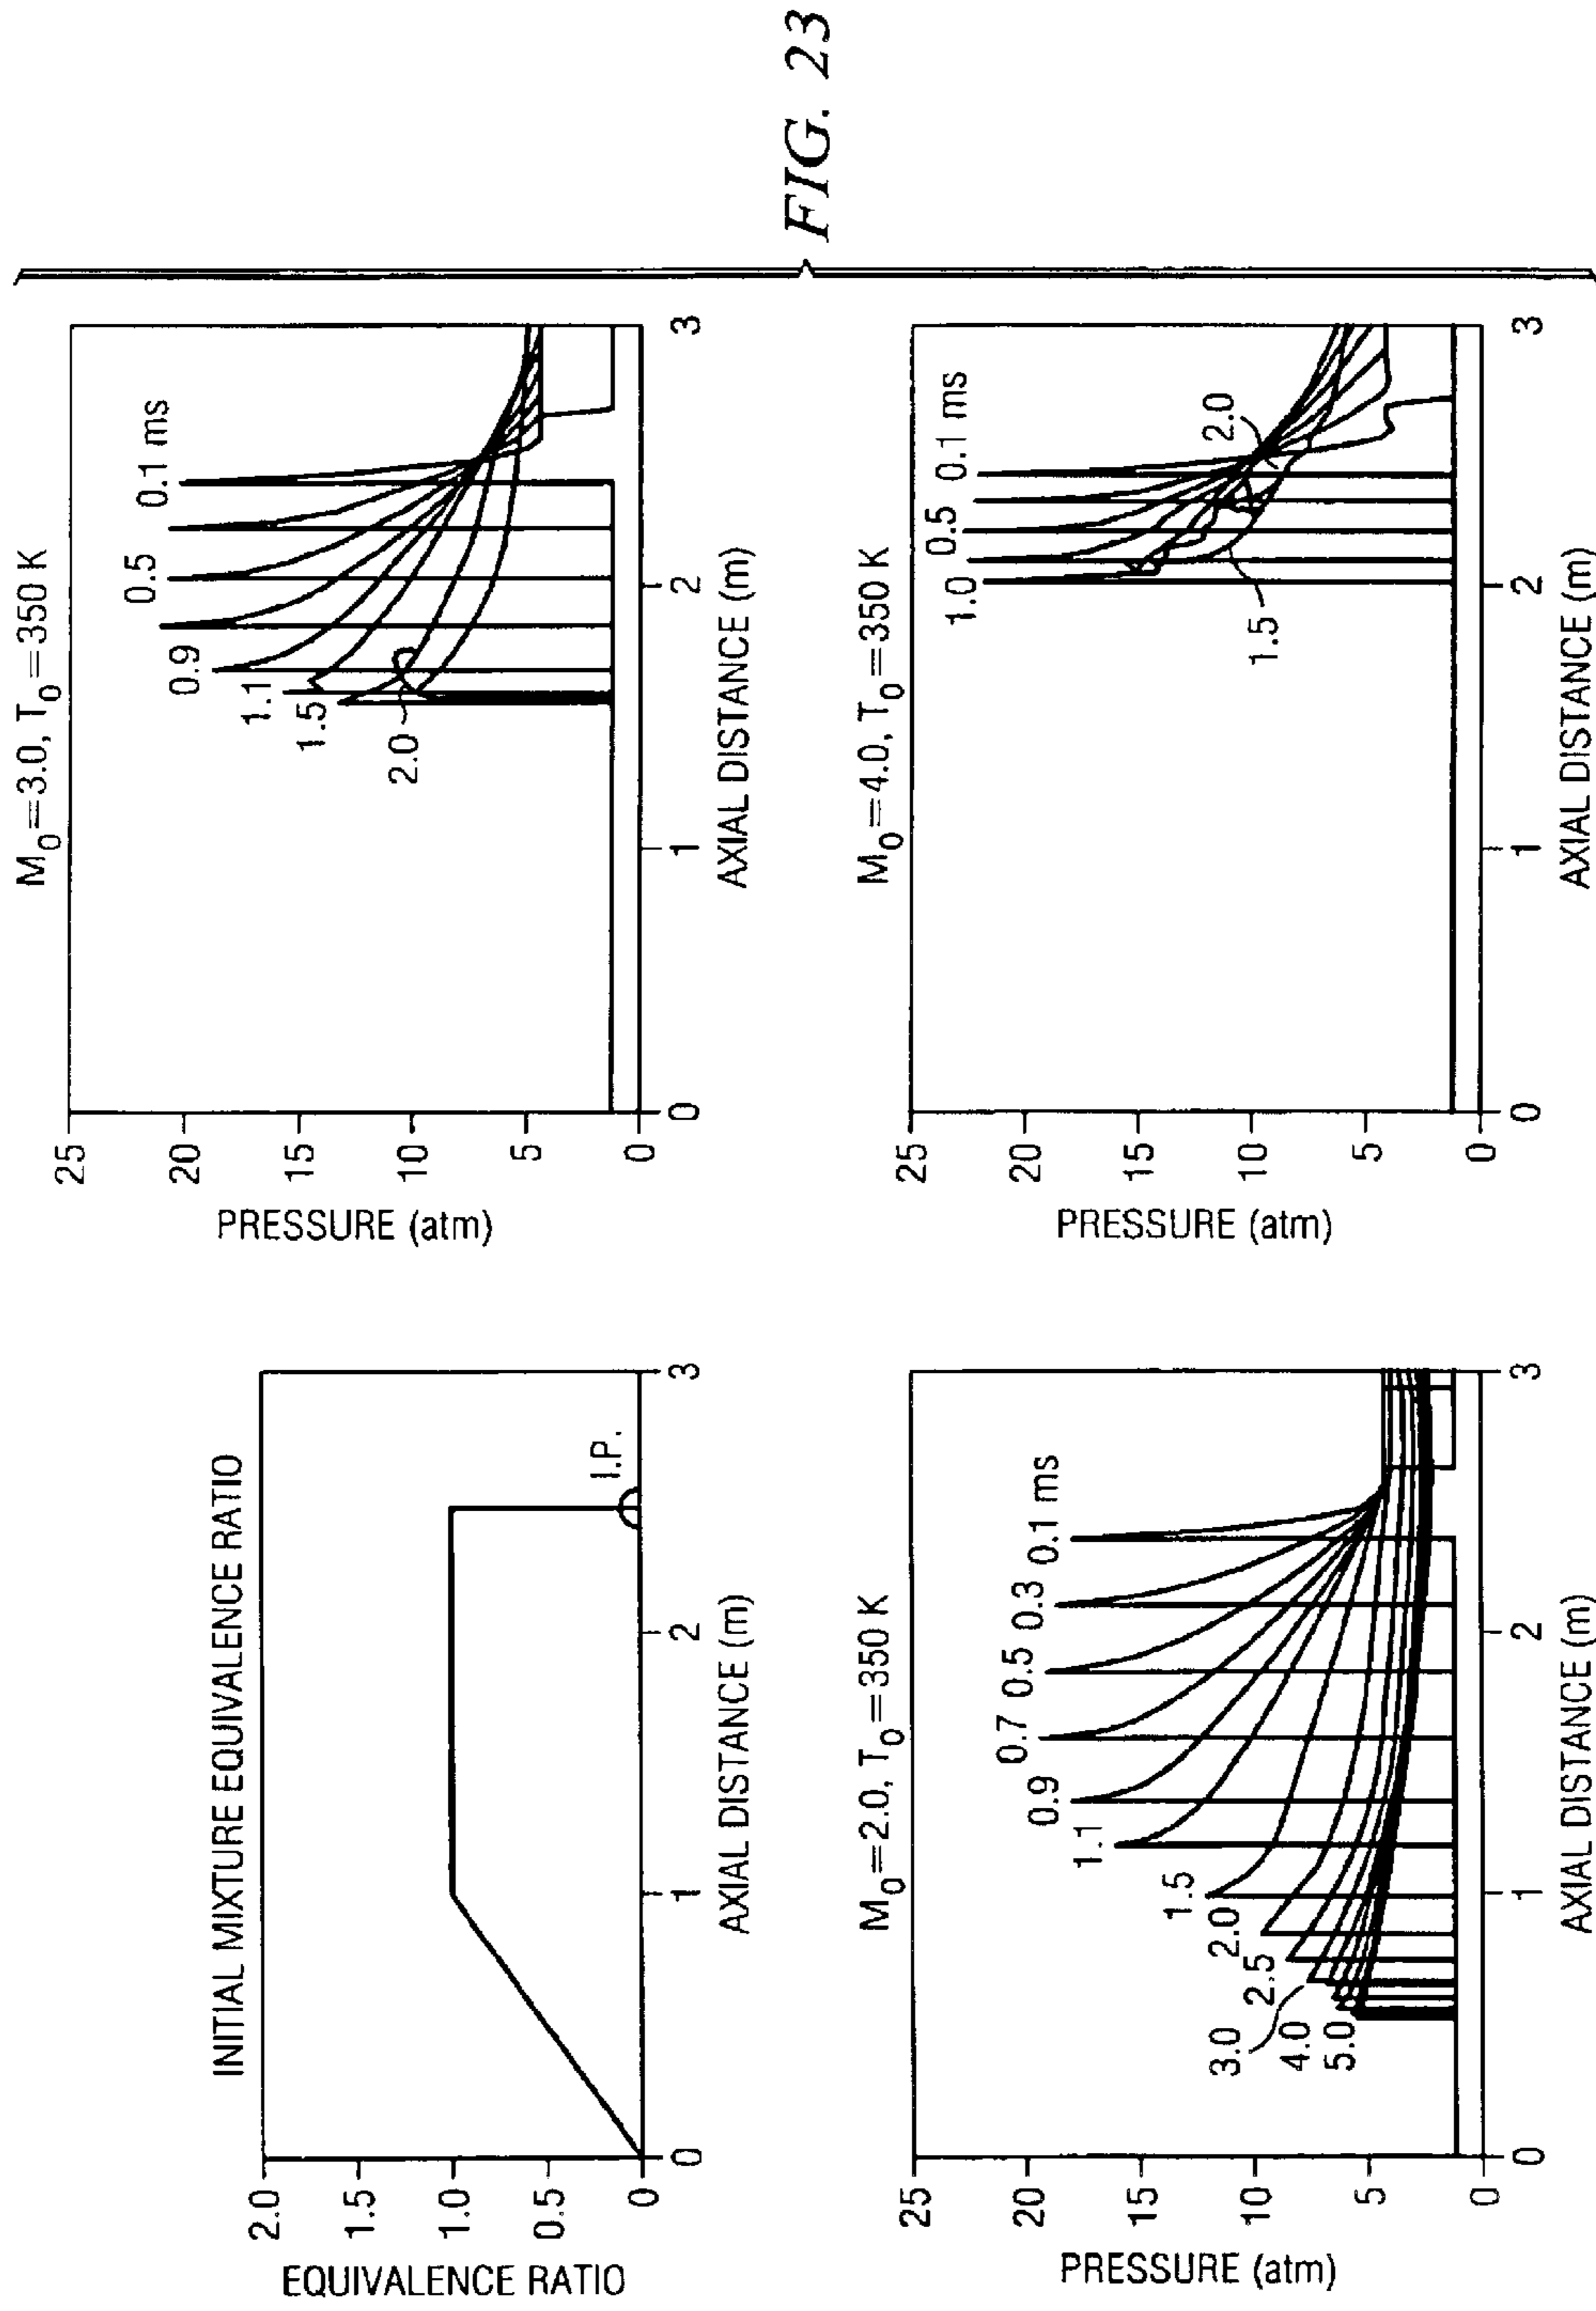 INITIAL MIXTURE EQUIVALENCE RATIO
EQUIVALENCE RATIO
2.0
1.5
1.0
0.5
0
I.P.
0 1 2 3
AXIAL DISTANCE (m)
M0=3.0, T0=350 K
PRESSURE (atm)
25
20
15
10
5
0
0.1 ms
0.5
0.9
1.1
1.5
2.0
0 1 2 3
AXIAL DISTANCE (m)
M0=2.0, T0=350 K
PRESSURE (atm)
25
20
15
10
5
0
0.1 ms
0.3
0.5
0.7
0.9
1.1
1.5
2.0
2.5
3.0
4.0
5.0
0 1 2 3
AXIAL DISTANCE (m)
M0=4.0, T0=350 K
PRESSURE (atm)
25
20
15
10
5
0
0.1 ms
0.5
1.0
2.0
1.5
0 1 2 3
AXIAL DISTANCE (m)
FIG. 23